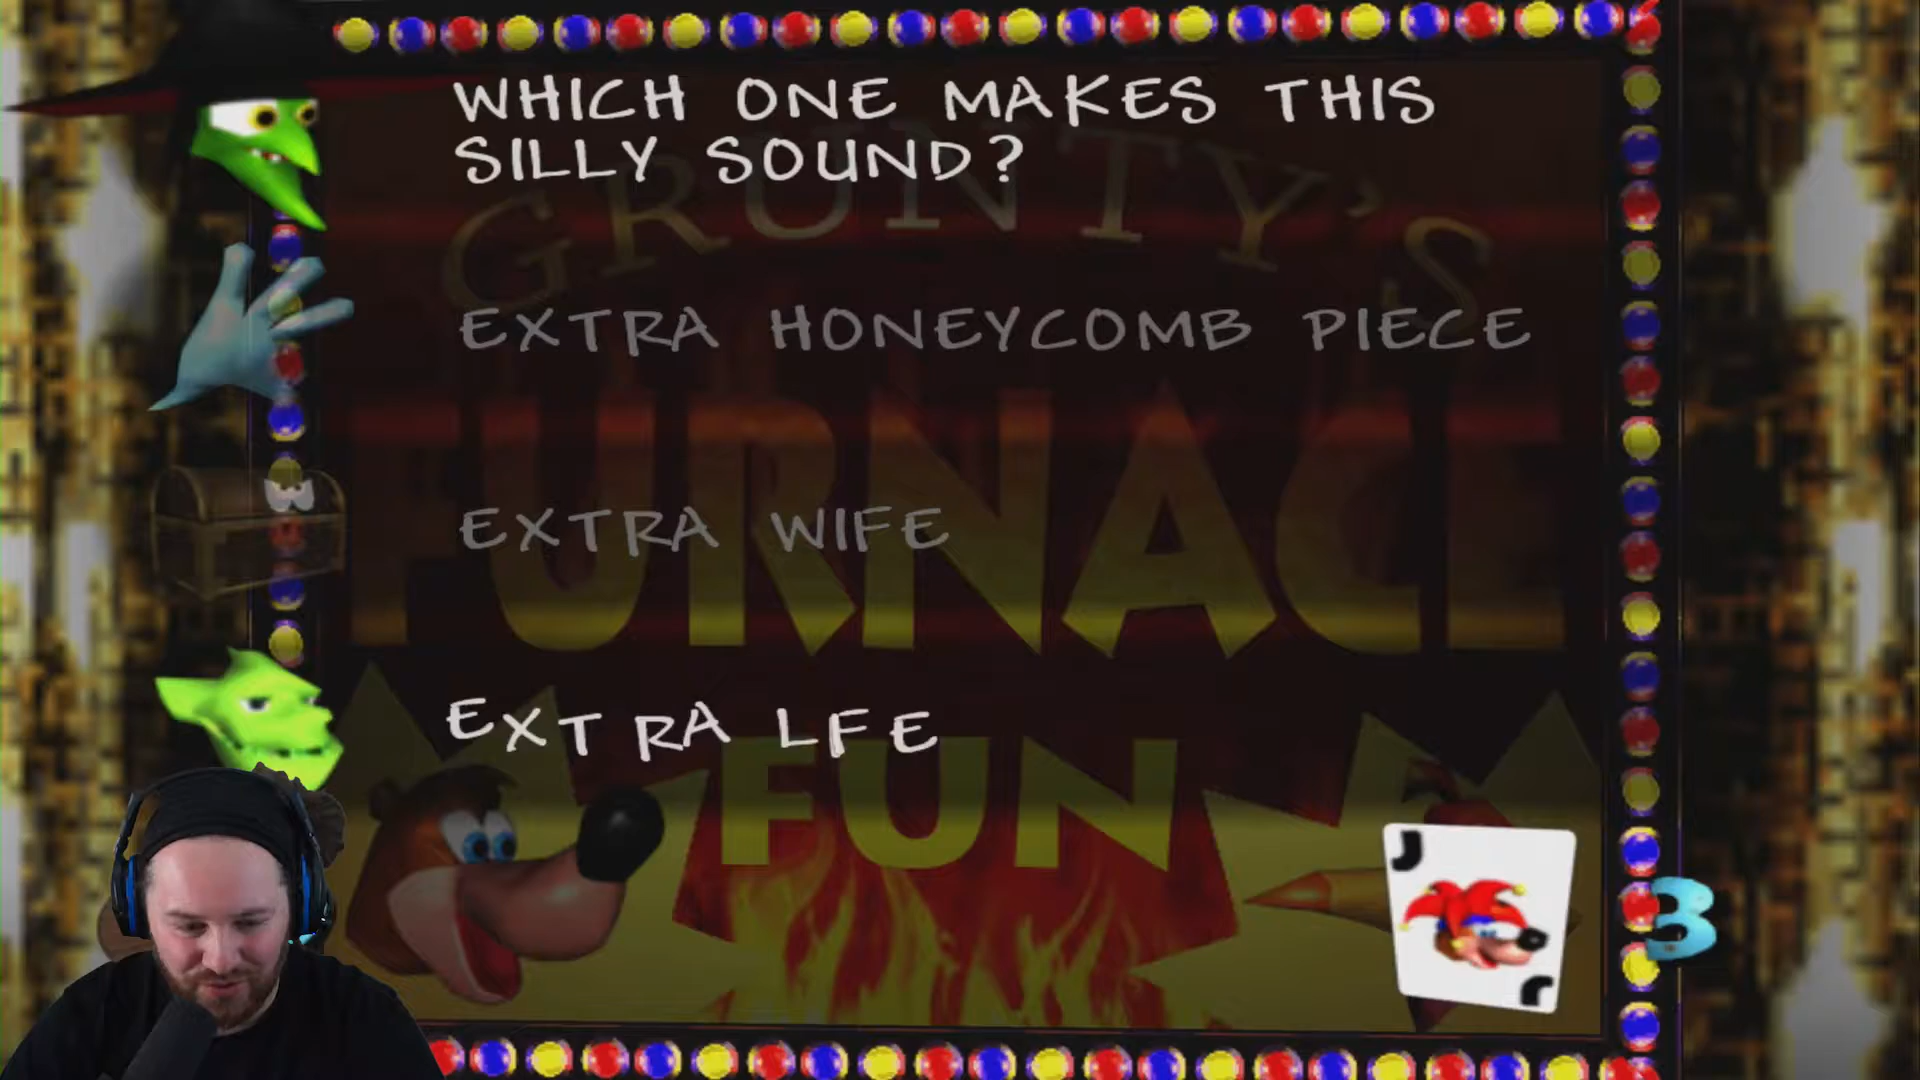 WHICH ONE MAKES THIS
SILLY SOUND?
GRUNTY'S
EXTRA HONEYCOMB PIECE
FURNACE
EXTRA WIFE
EXTRA LFE
FUN
J
3
J